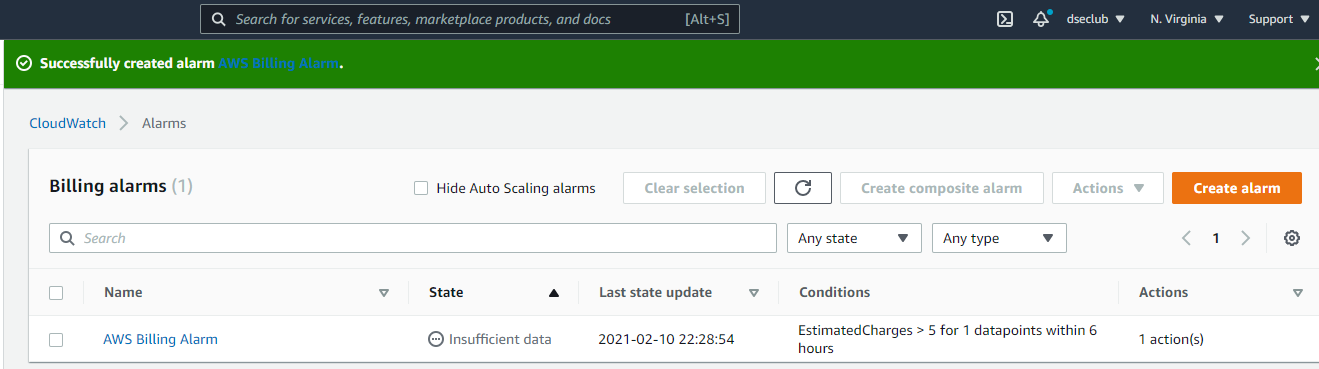 Search for services, features, marketplace products, and docs [Alt+S] dseclub N. Virginia Support
Successfully created alarm AWS Billing Alarm.
CloudWatch Alarms
Billing alarms (1) Hide Auto Scaling alarms Clear selection Create composite alarm Actions Create alarm
Search Any state Any type 1
Name State Last state update Conditions Actions
AWS Billing Alarm Insufficient data 2021-02-10 22:28:54 EstimatedCharges > 5 for 1 datapoints within 6 1 action(s)
hours